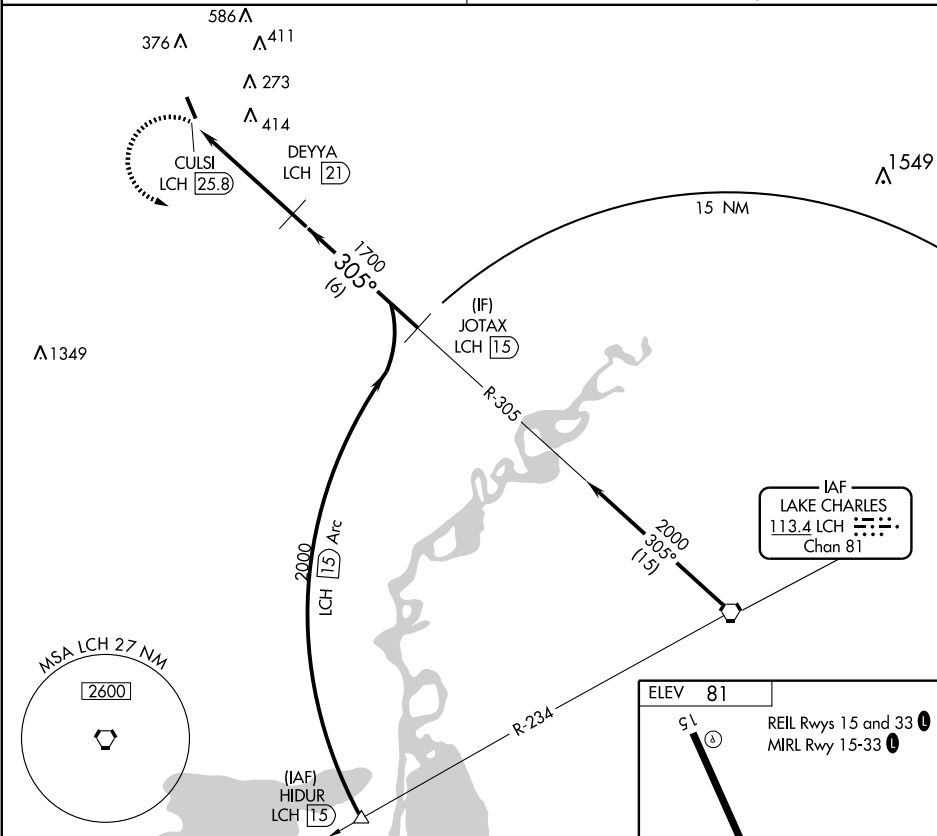 586
376
411
273
414
CULSI
LCH 25.8
DEYYA
LCH 21
1549
15 NM
1700
305°
(6)
(IF)
JOTAX
LCH 15
1349
R-305
IAF
LAKE CHARLES
113.4 LCH
Chan 81
2000
305°
(15)
2000
LCH 15 Arc
MSA LCH 27 NM
2600
R-234
(IAF)
HIDUR
LCH 15
ELEV 81
15
P
REIL Rwys 15 and 33 L
MIRL Rwy 15-33 L